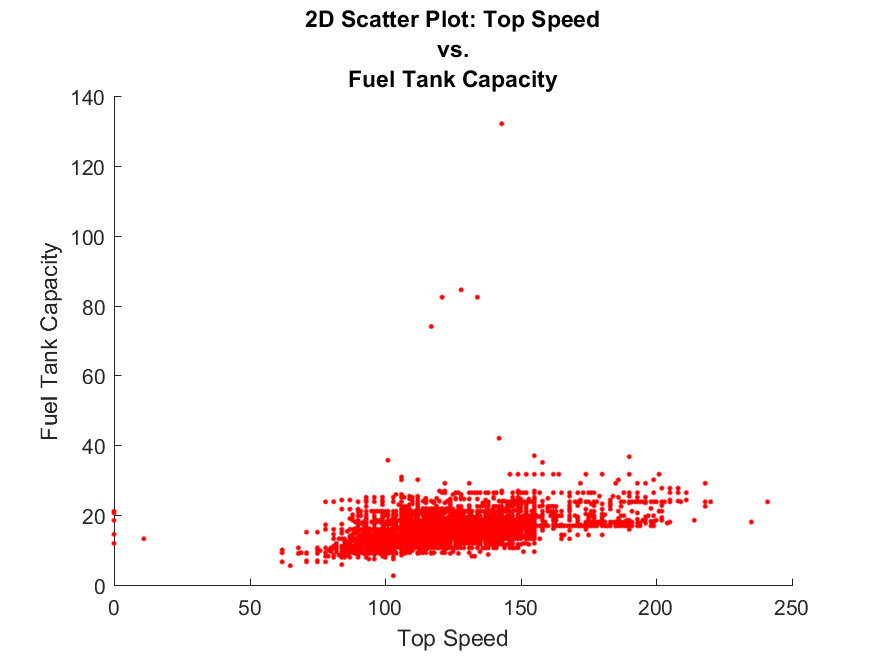 2D Scatter Plot: Top Speed
vs.
Fuel Tank Capacity
140
120
100
80
60
40
20
0
Fuel Tank Capacity
0 50 100 150 200 250
Top Speed